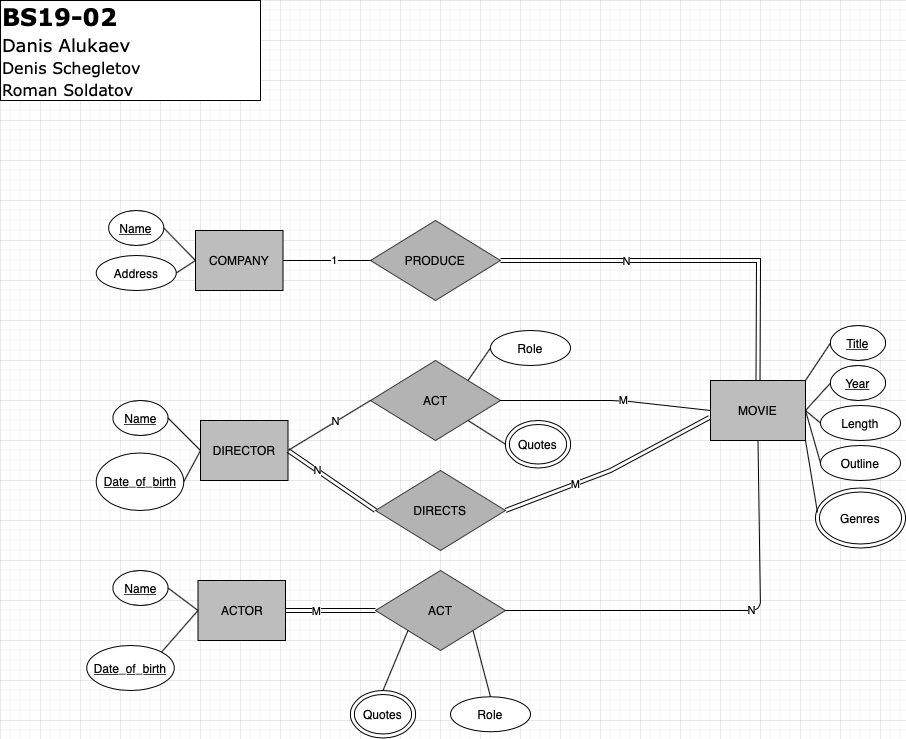 BS19-02
Danis Alukaev
Denis Schegletov
Roman Soldatov
Name
Address
COMPANY
1
PRODUCE
N
Role
Title
Year
Length
Outline
Genres
MOVIE
Name
Date_of_birth
DIRECTOR
N
ACT
M
Quotes
N
DIRECTS
M
Name
Date_of_birth
ACTOR
M
ACT
N
Quotes
Role